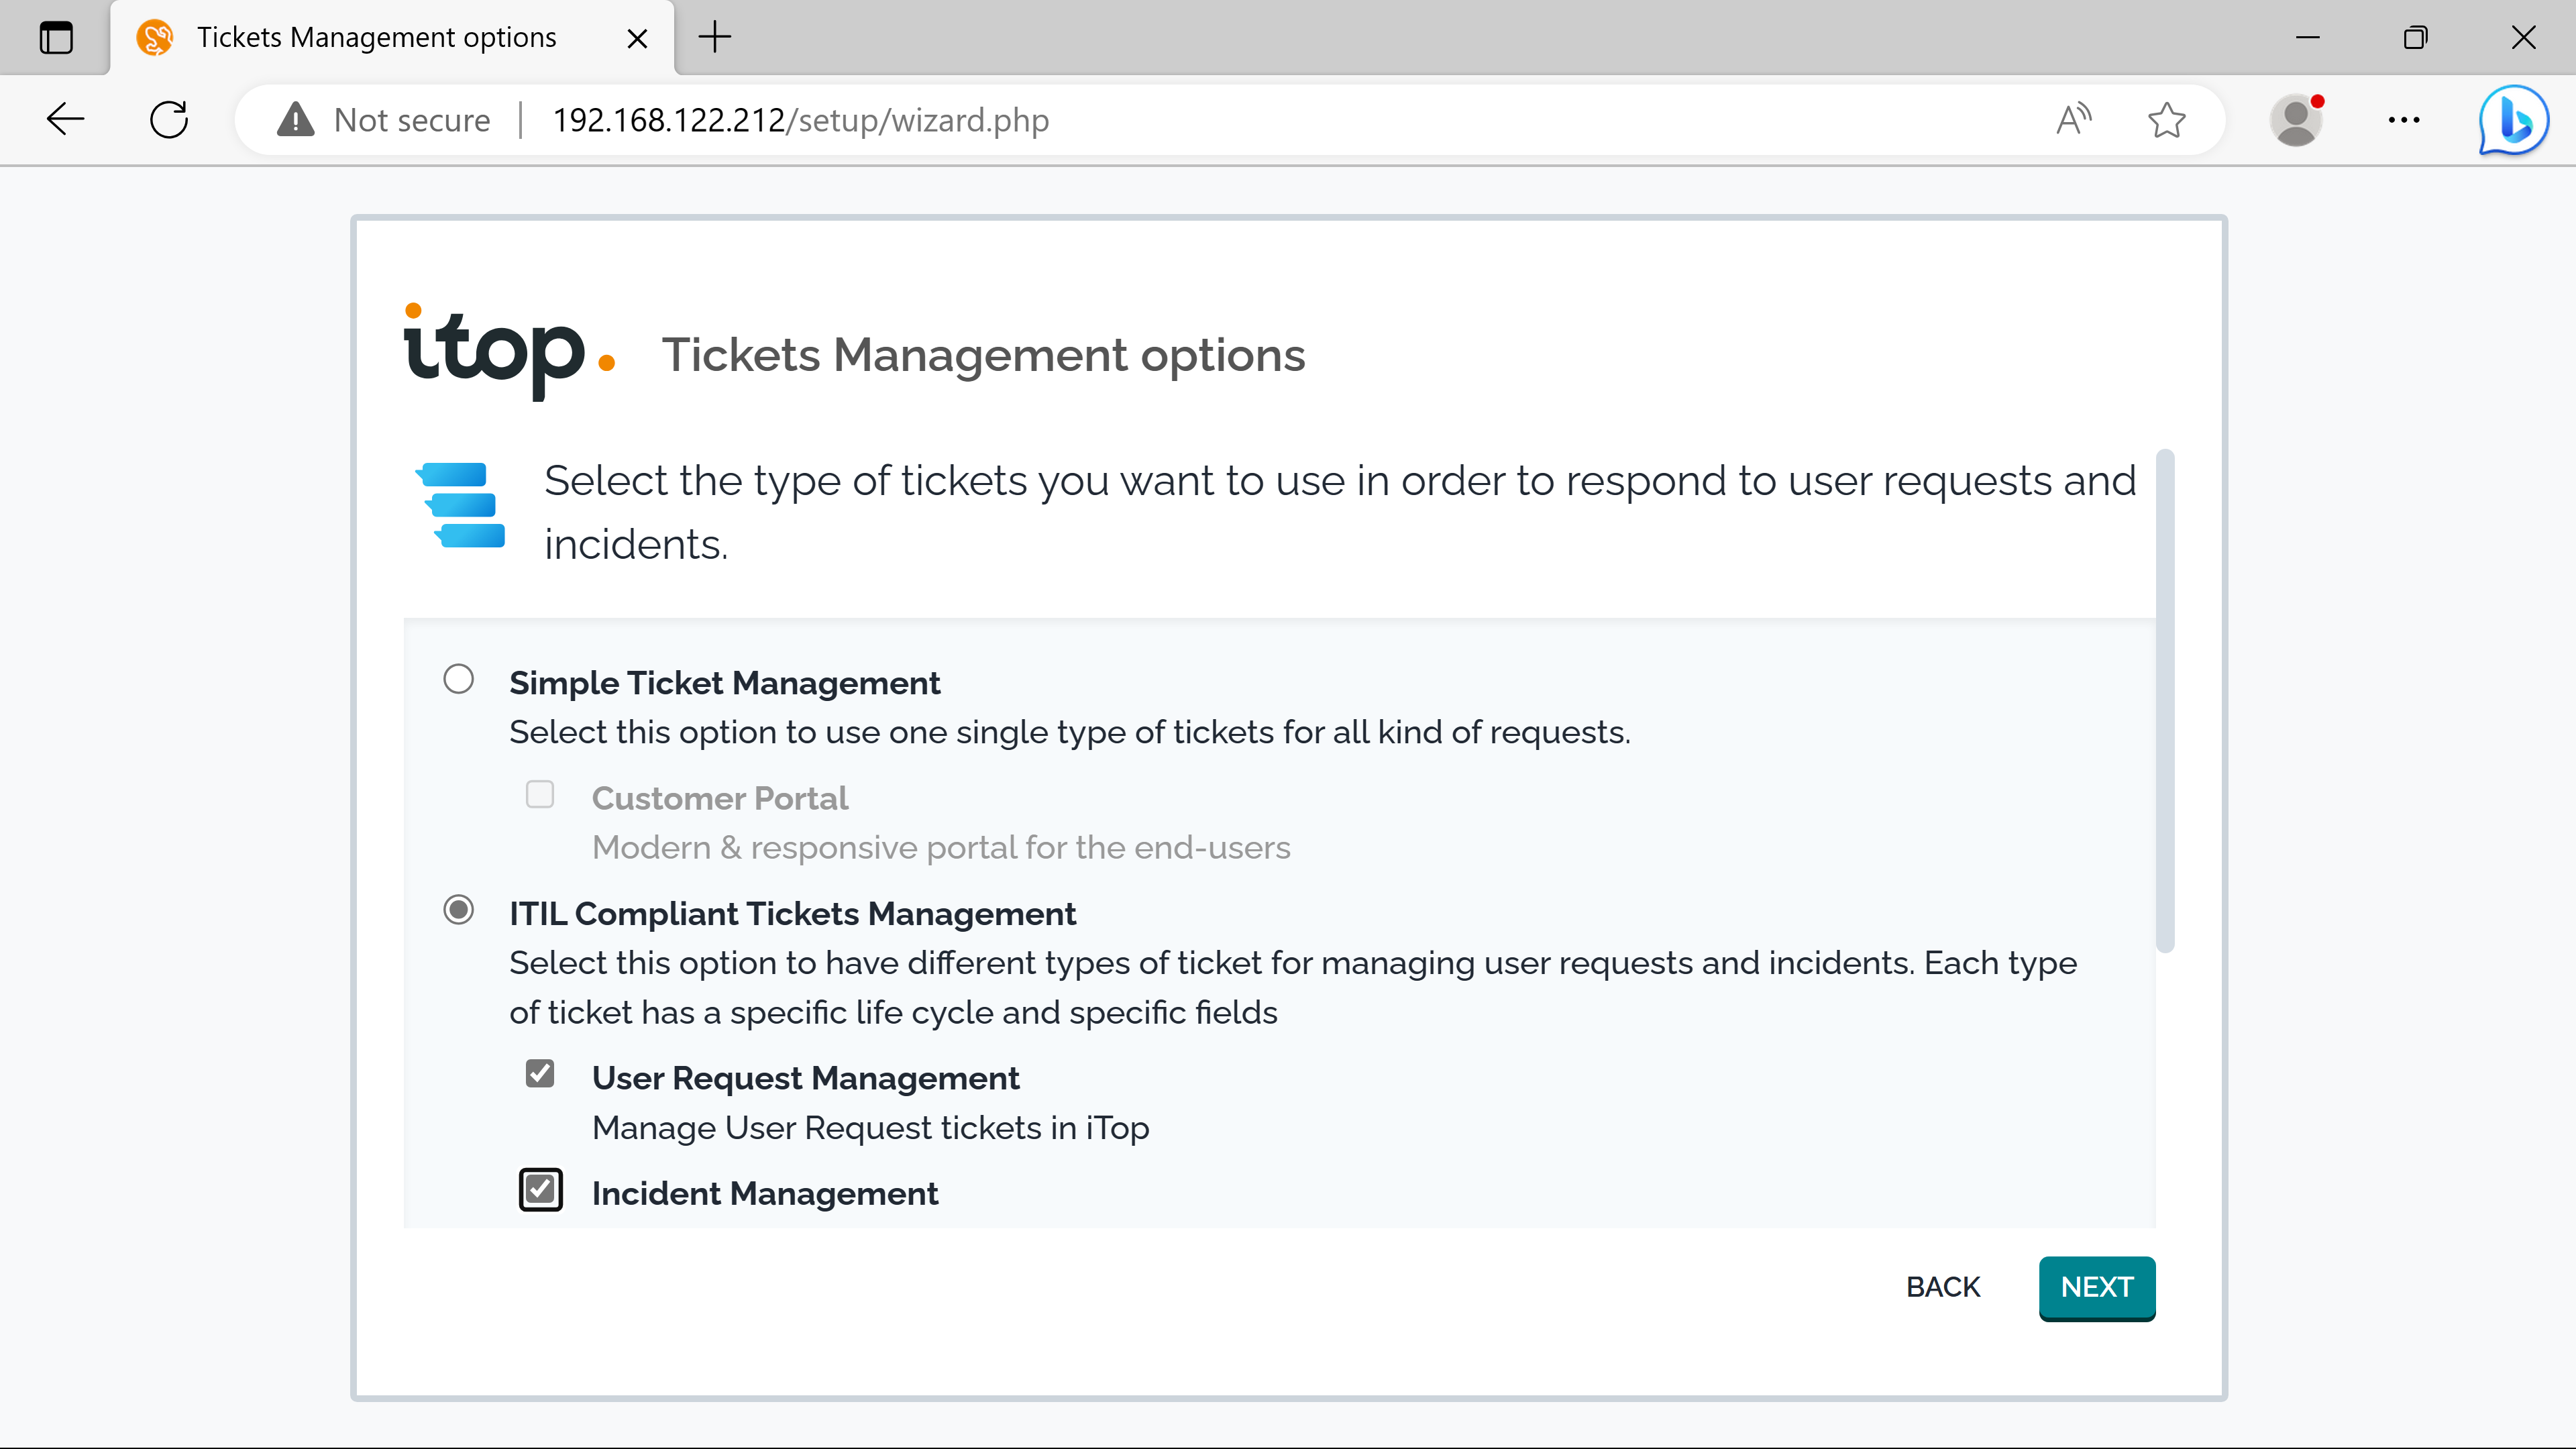 Tickets Management options
Not secure
192.168.122.212/setup/wizard.php
itop
Tickets Management options
Select the type of tickets you want to use in order to respond to user requests and
incidents.
Simple Ticket Management
Select this option to use one single type of tickets for all kind of requests.
Customer Portal
Modern & responsive portal for the end-users
ITIL Compliant Tickets Management
Select this option to have different types of ticket for managing user requests and incidents. Each type
of ticket has a specific life cycle and specific fields
User Request Management
Manage User Request tickets in iTop
Incident Management
BACK
NEXT